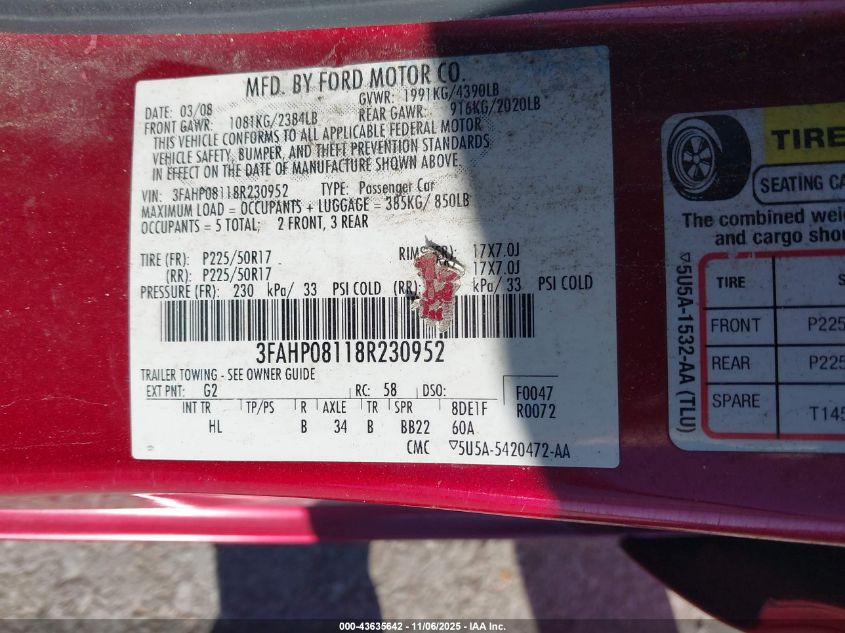 MFD. BY FORD MOTOR CO.
DATE: 03/08 GVWR: 1991KG/4390LB
FRONT GAWR: 1081KG/2384LB REAR GAWR: 916KG/2020LB
THIS VEHICLE CONFORMS TO ALL APPLICABLE FEDERAL MOTOR
VEHICLE SAFETY, BUMPER, AND THEFT PREVENTION STANDARDS
IN EFFECT ON THE DATE OF MANUFACTURE SHOWN ABOVE.
VIN: 3FAHP08118R230952 TYPE: Passenger Car
MAXIMUM LOAD = OCCUPANTS + LUGGAGE = 385KG/ 850LB
OCCUPANTS = 5 TOTAL; 2 FRONT, 3 REAR
TIRE (FR): P225/50R17 RIMS (FR): 17X7.0J
(RR): P225/50R17 17X7.0J
PRESSURE (FR): 230 kPa/ 33 PSI COLD (RR): kPa/ 33 PSI COLD
3FAHP08118R230952
TRAILER TOWING - SEE OWNER GUIDE
EXT PNT: G2 RC: 58 DSO: F0047
R0072
INT TR TP/PS R AXLE TR SPR 8DE1F
HL B 34 B BB22 60A
CMC 5U5A-5420472-AA
TIRE
SEATING
The combined
and cargo
5U5A-1532-AA (TLU)
TIRE
FRONT P225
REAR P225
SPARE T145
000-43635642 - 11/06/2025 - IAA Inc.